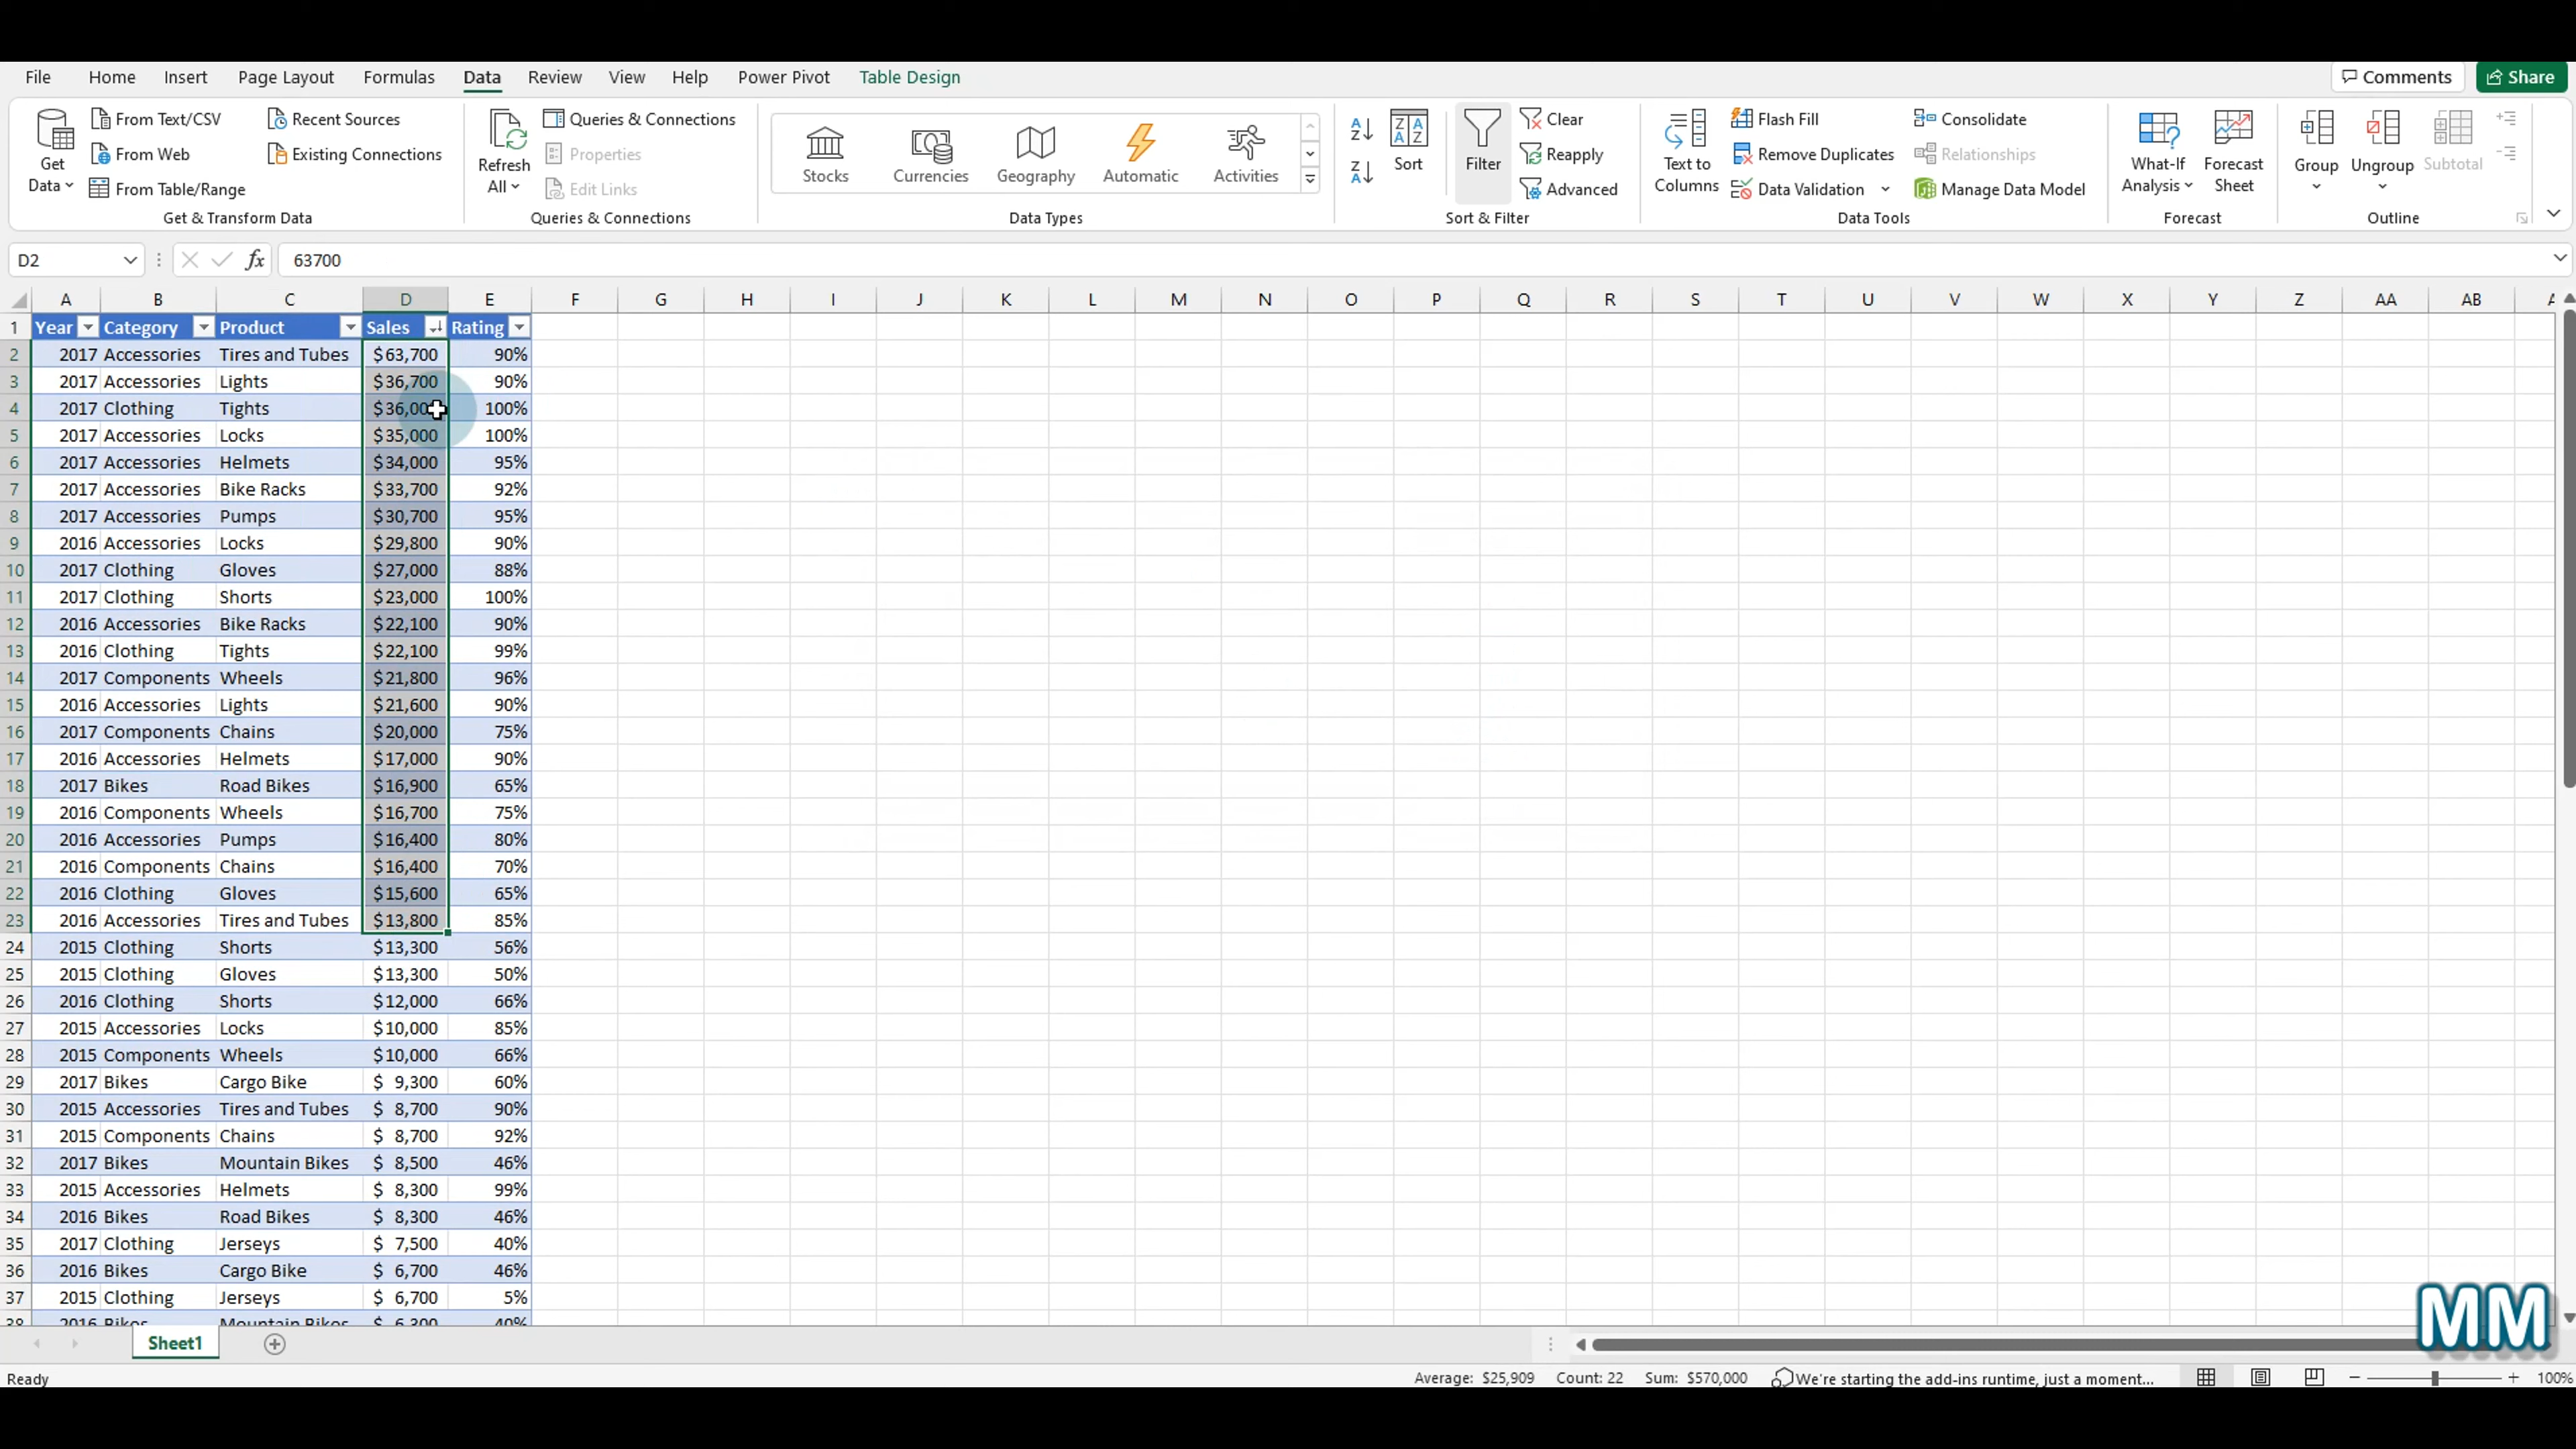 File Home Insert Page Layout Formulas Data Review View Help Power Pivot Table Design Comments Share
Get Data From Text/CSV From Web From Table/Range Recent Sources Existing Connections
Get & Transform Data
Refresh All Queries & Connections Properties Edit Links
Queries & Connections
Stocks Currencies Geography Automatic Activities
Data Types
Sort Filter Clear Reapply Advanced
Sort & Filter
Text to Columns Flash Fill Remove Duplicates Data Validation Consolidate Relationships Manage Data Model
Data Tools
What-If Analysis Forecast Sheet
Forecast
Group Ungroup Subtotal
Outline
D2 fx 63700
A B C D E F G H I J K L M N O P Q R S T U V W X Y Z AA AB
1 Year Category Product Sales Rating
2 2017 Accessories Tires and Tubes $63,700 90%
3 2017 Accessories Lights $36,700 90%
4 2017 Clothing Tights $36,000 100%
5 2017 Accessories Locks $35,000 100%
6 2017 Accessories Helmets $34,000 95%
7 2017 Accessories Bike Racks $33,700 92%
8 2017 Accessories Pumps $30,700 95%
9 2016 Accessories Locks $29,800 90%
10 2017 Clothing Gloves $27,000 88%
11 2017 Clothing Shorts $23,000 100%
12 2016 Accessories Bike Racks $22,100 90%
13 2016 Clothing Tights $22,100 99%
14 2017 Components Wheels $21,800 96%
15 2016 Accessories Lights $21,600 90%
16 2017 Components Chains $20,000 75%
17 2016 Accessories Helmets $17,000 90%
18 2017 Bikes Road Bikes $16,900 65%
19 2016 Components Wheels $16,700 75%
20 2016 Accessories Pumps $16,400 80%
21 2016 Components Chains $16,400 70%
22 2016 Clothing Gloves $15,600 65%
23 2016 Accessories Tires and Tubes $13,800 85%
24 2015 Clothing Shorts $13,300 56%
25 2015 Clothing Gloves $13,300 50%
26 2016 Clothing Shorts $12,000 66%
27 2015 Accessories Locks $10,000 85%
28 2015 Components Wheels $10,000 66%
29 2017 Bikes Cargo Bike $ 9,300 60%
30 2015 Accessories Tires and Tubes $ 8,700 90%
31 2015 Components Chains $ 8,700 92%
32 2017 Bikes Mountain Bikes $ 8,500 46%
33 2015 Accessories Helmets $ 8,300 99%
34 2016 Bikes Road Bikes $ 8,300 46%
35 2017 Clothing Jerseys $ 7,500 40%
36 2016 Bikes Cargo Bike $ 6,700 46%
37 2015 Clothing Jerseys $ 6,700 5%
38 2016 Bikes Mountain Bikes $ 6,300 40%
Sheet1
MM
Ready Average: $25,909 Count: 22 Sum: $570,000 We're starting the add-ins runtime, just a moment... 100%